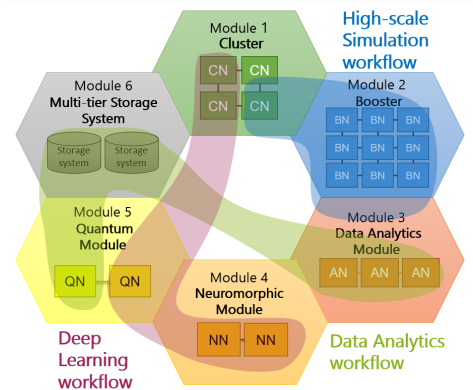 Module 1
Cluster
CN CN
CN CN
High-scale
Simulation
workflow
Module 6
Multi-tier Storage
System
Storage
system
Storage
system
Module 2
Booster
BN BN BN
BN BN BN
BN BN BN
Module 5
Quantum
Module
QN QN
Module 3
Data Analytics
Module
AN AN AN
Module 4
Neuromorphic
Module
NN NN
Deep
Learning
workflow
Data Analytics
workflow